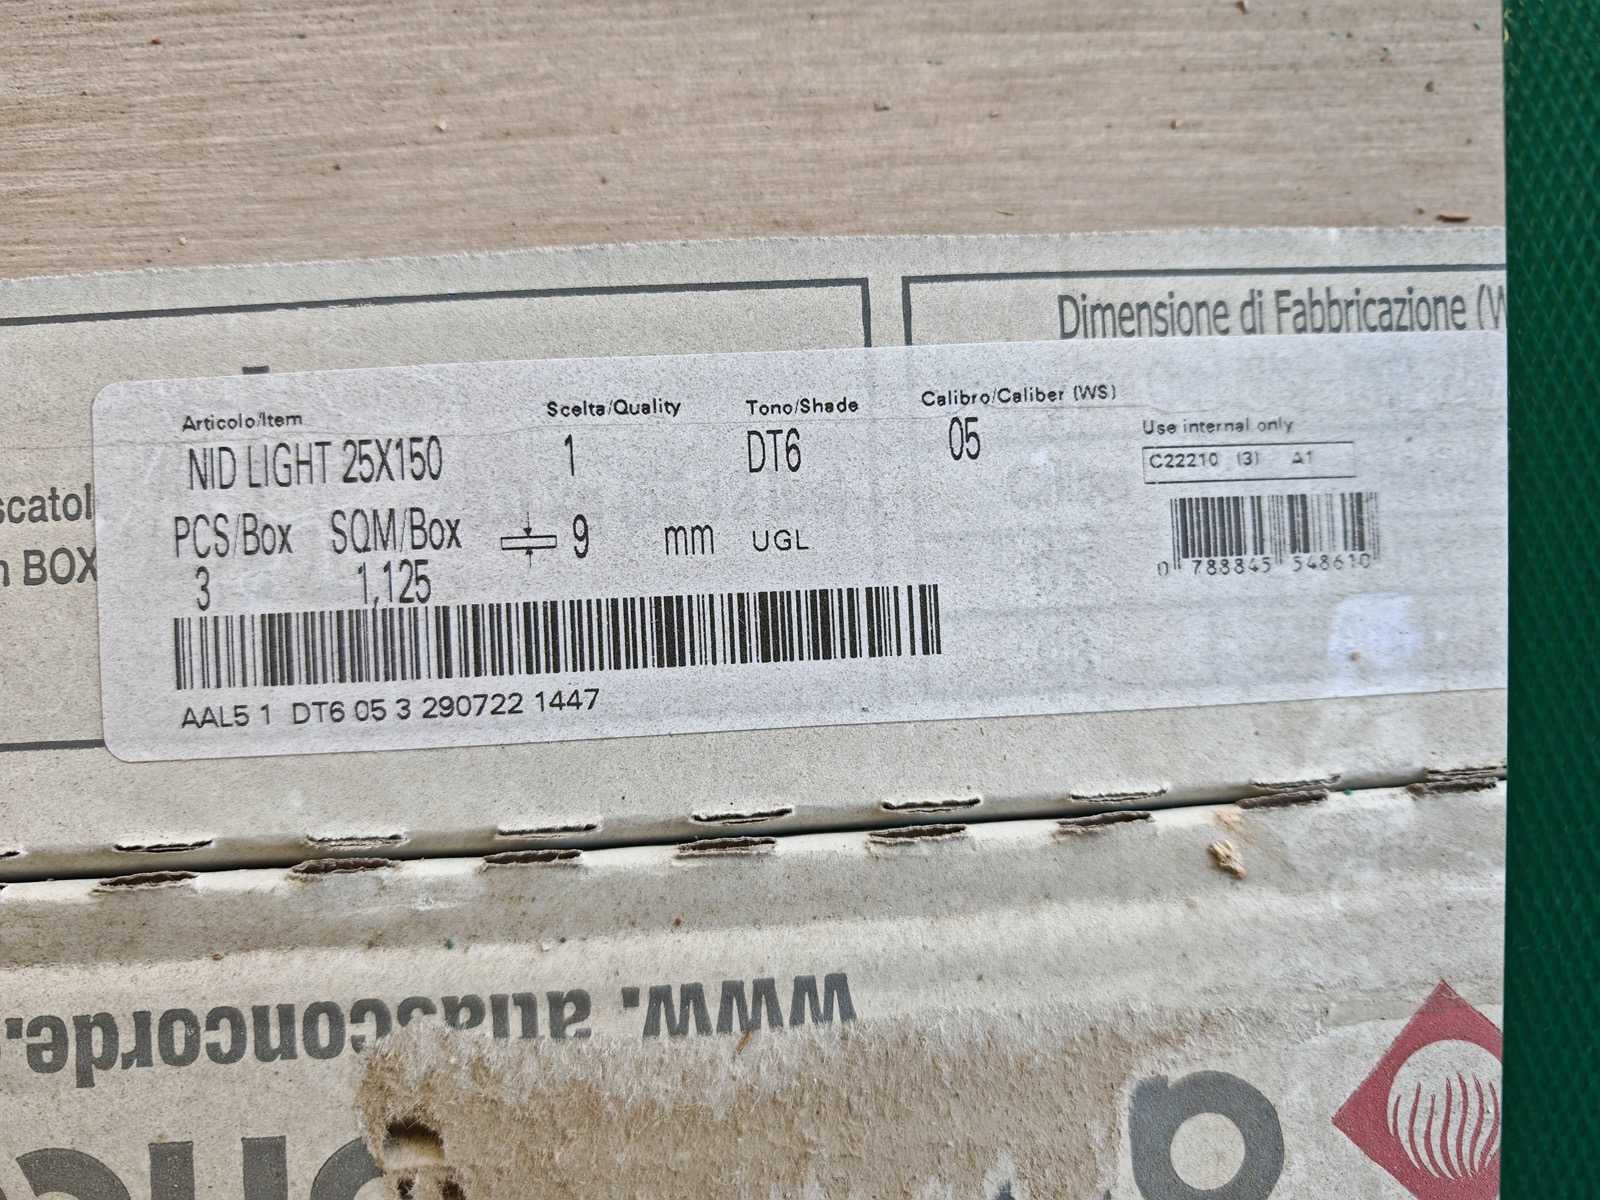 Dimensione di Fabbricazione
Articolo/Item Scelta/Quality Tono/Shade Calibro/Caliber (WS)
NID LIGHT 25X150 1 DT6 05
Use internal only
C22210 (3) A1
PCS/Box SQM/Box 9 mm UGL
3 1,125
0 788845 548610
BOX
AAL5 1 DT6 05 3 290722 1447
www.atlasconcorde.